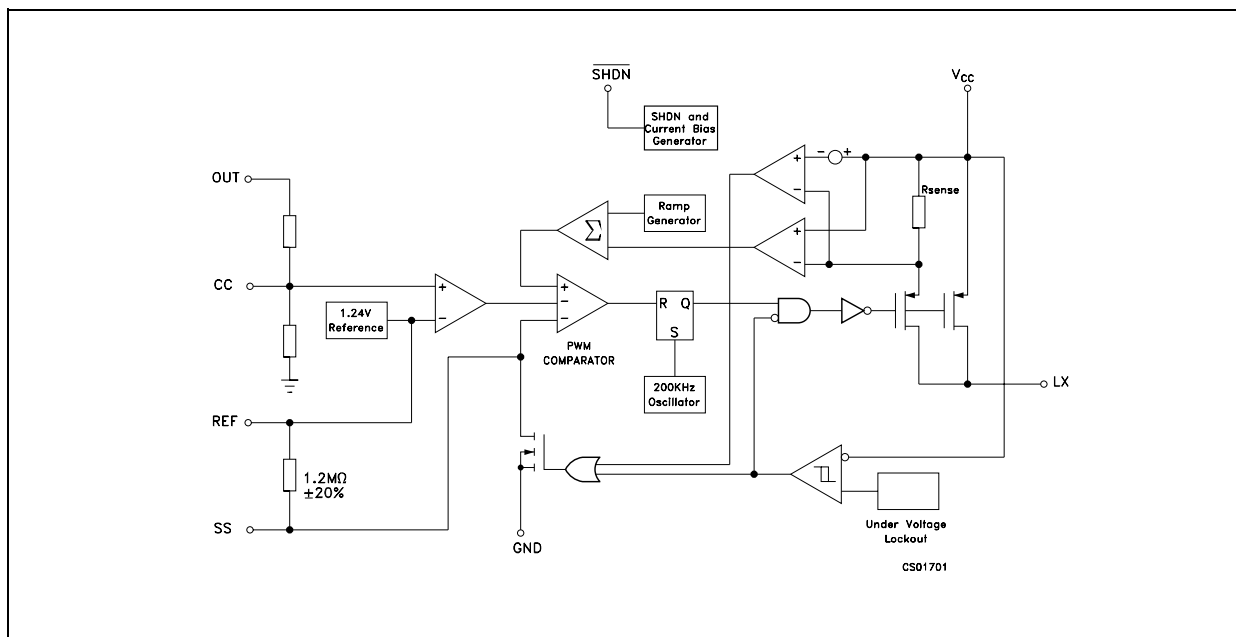 SHDN
VCC
SHDN and
Current Bias
Generator
- +
+
−
Rsense
OUT
Ramp
Generator
Σ
+
−
CC
+
−
1.24V
Reference
+
−
−
PWM
COMPARATOR
R Q
S
200KHz
Oscillator
LX
REF
1.2MΩ
±20%
SS
GND
Under Voltage
Lockout
CS01701